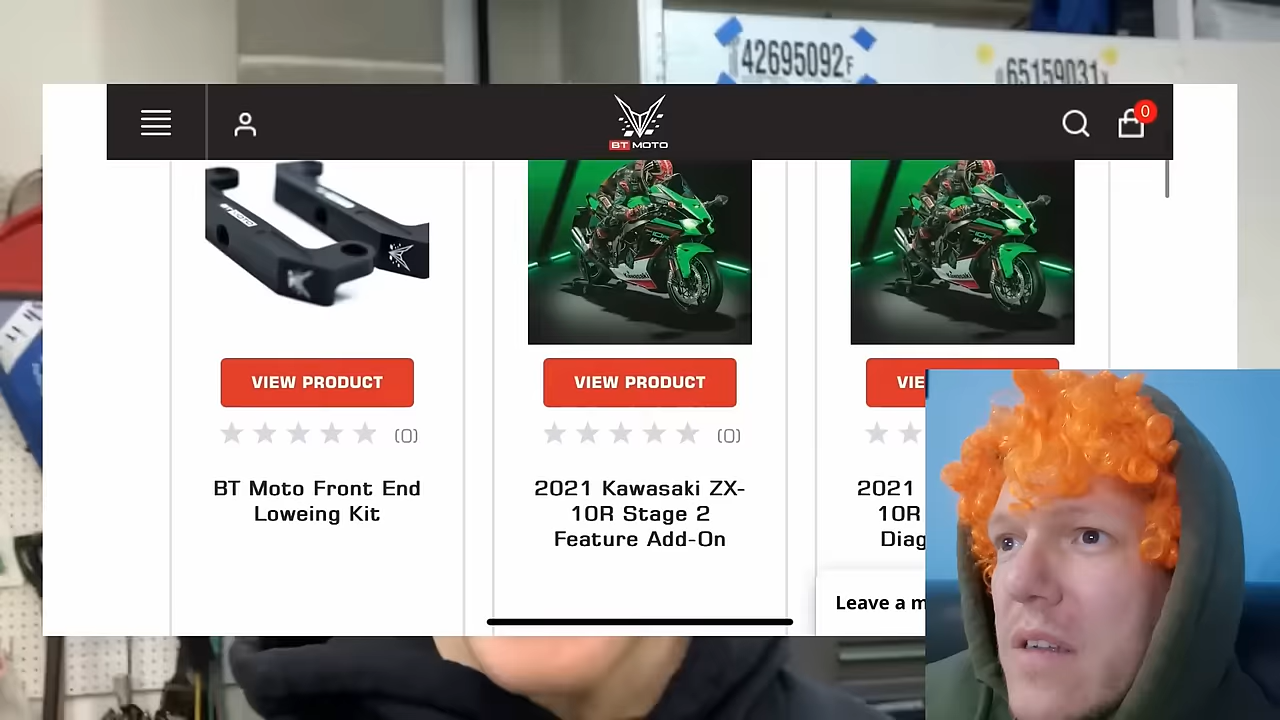 42695092F
65159031
0
BT MOTO
VIEW PRODUCT
VIEW PRODUCT
VIE
(0)
(0)
BT Moto Front End
Loweing Kit
2021 Kawasaki ZX-
10R Stage 2
Feature Add-On
2021
10R
Diag
Leave a m